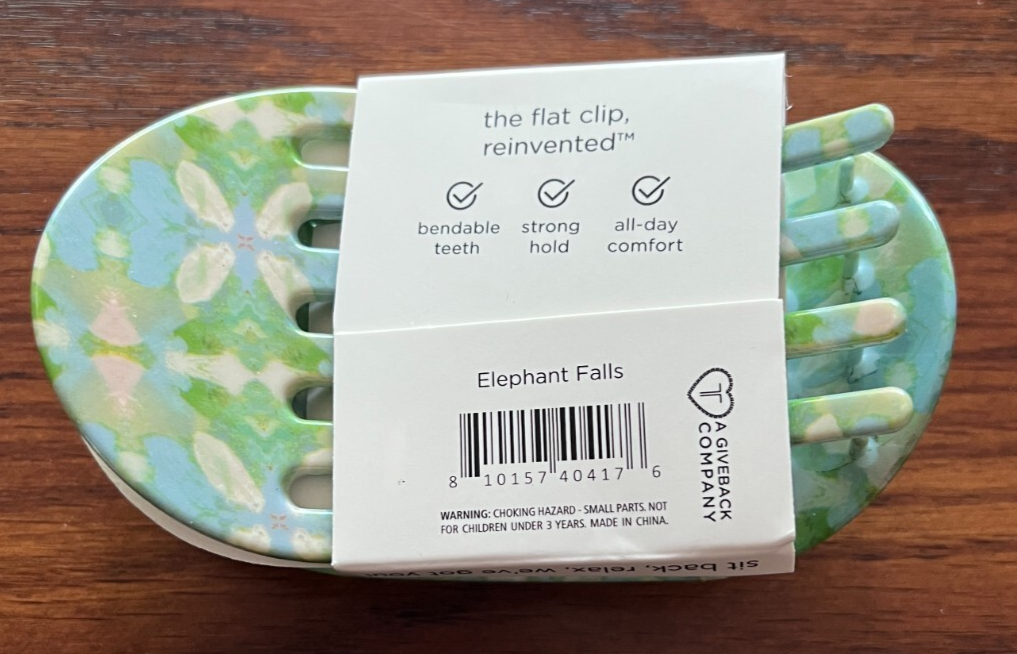 the flat clip,
reinvented™
bendable teeth
strong hold
all-day comfort
Elephant Falls
8 10157 40417 6
WARNING: CHOKING HAZARD - SMALL PARTS. NOT
FOR CHILDREN UNDER 3 YEARS. MADE IN CHINA.
A GIVEBACK
COMPANY
sit back, relax, we've got your